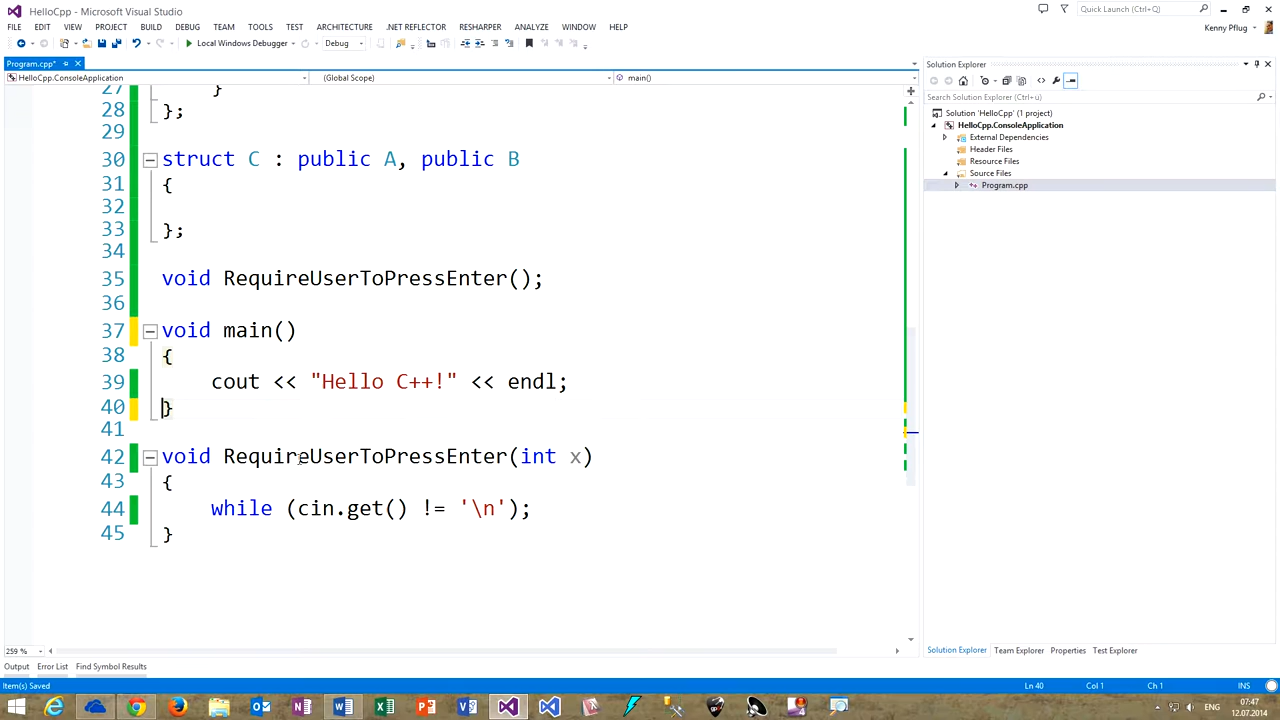 HelloCpp - Microsoft Visual Studio
Quick Launch (Ctrl+Q)
FILE EDIT VIEW PROJECT BUILD DEBUG TEAM TOOLS TEST ARCHITECTURE .NET REFLECTOR RESHARPER ANALYZE WINDOW HELP
Kenny Pflug
Local Windows Debugger
Debug
Program.cpp*
Solution Explorer
HelloCpp.ConsoleApplication
(Global Scope)
main()
Search Solution Explorer (Ctrl+ü)
Solution 'HelloCpp' (1 project)
HelloCpp.ConsoleApplication
External Dependencies
Header Files
Resource Files
Source Files
Program.cpp
27 }
28 };
29
30 struct C : public A, public B
31 {
32
33 };
34
35 void RequireUserToPressEnter();
36
37 void main()
38 {
39 cout << "Hello C++!" << endl;
40 }
41
42 void RequireUserToPressEnter(int x)
43 {
44 while (cin.get() != '\n');
45 }
259 %
Solution Explorer Team Explorer Properties Test Explorer
Output Error List Find Symbol Results
Item(s) Saved
Ln 40 Col 1 Ch 1 INS
ENG
07:47
12.07.2014